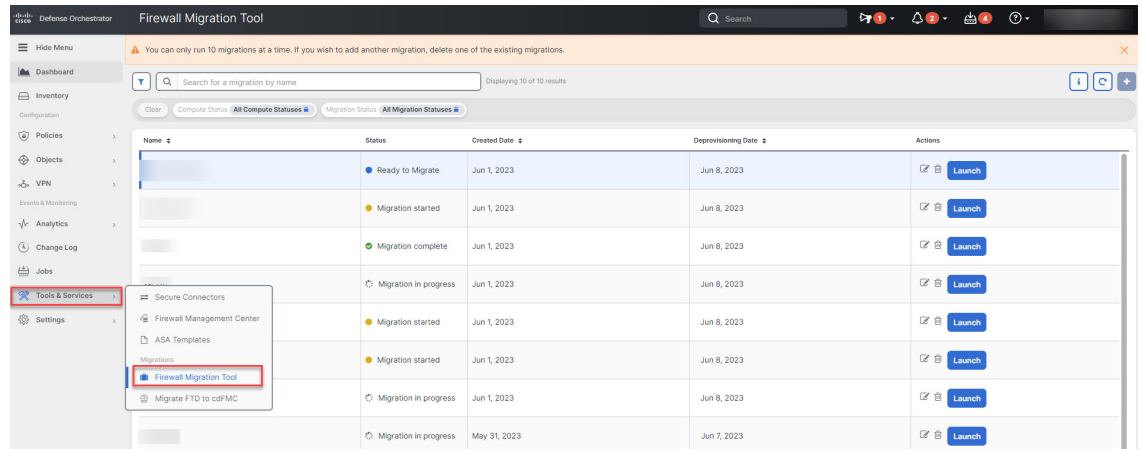 cisco Defense Orchestrator Firewall Migration Tool Search 1 2 4
Hide Menu
You can only run 10 migrations at a time. If you wish to add another migration, delete one of the existing migrations.
Dashboard
Search for a migration by name Displaying 10 of 10 results
Inventory
Configuration
Clear Compute Status All Compute Statuses Migration Status All Migration Statuses
Policies
Name Status Created Date Deprovisioning Date Actions
Objects
Ready to Migrate Jun 1, 2023 Jun 8, 2023 Launch
VPN
Events & Monitoring
Migration started Jun 1, 2023 Jun 8, 2023 Launch
Analytics
Change Log
Migration complete Jun 1, 2023 Jun 8, 2023 Launch
Jobs
Migration in progress Jun 1, 2023 Jun 8, 2023 Launch
Tools & Services
Secure Connectors
Firewall Management Center
Settings
Migration started Jun 1, 2023 Jun 8, 2023 Launch
ASA Templates
Migrations
Migration started Jun 1, 2023 Jun 8, 2023 Launch
Firewall Migration Tool
Migrate FTD to cdFMC
Migration in progress Jun 1, 2023 Jun 8, 2023 Launch
Migration in progress May 31, 2023 Jun 7, 2023 Launch